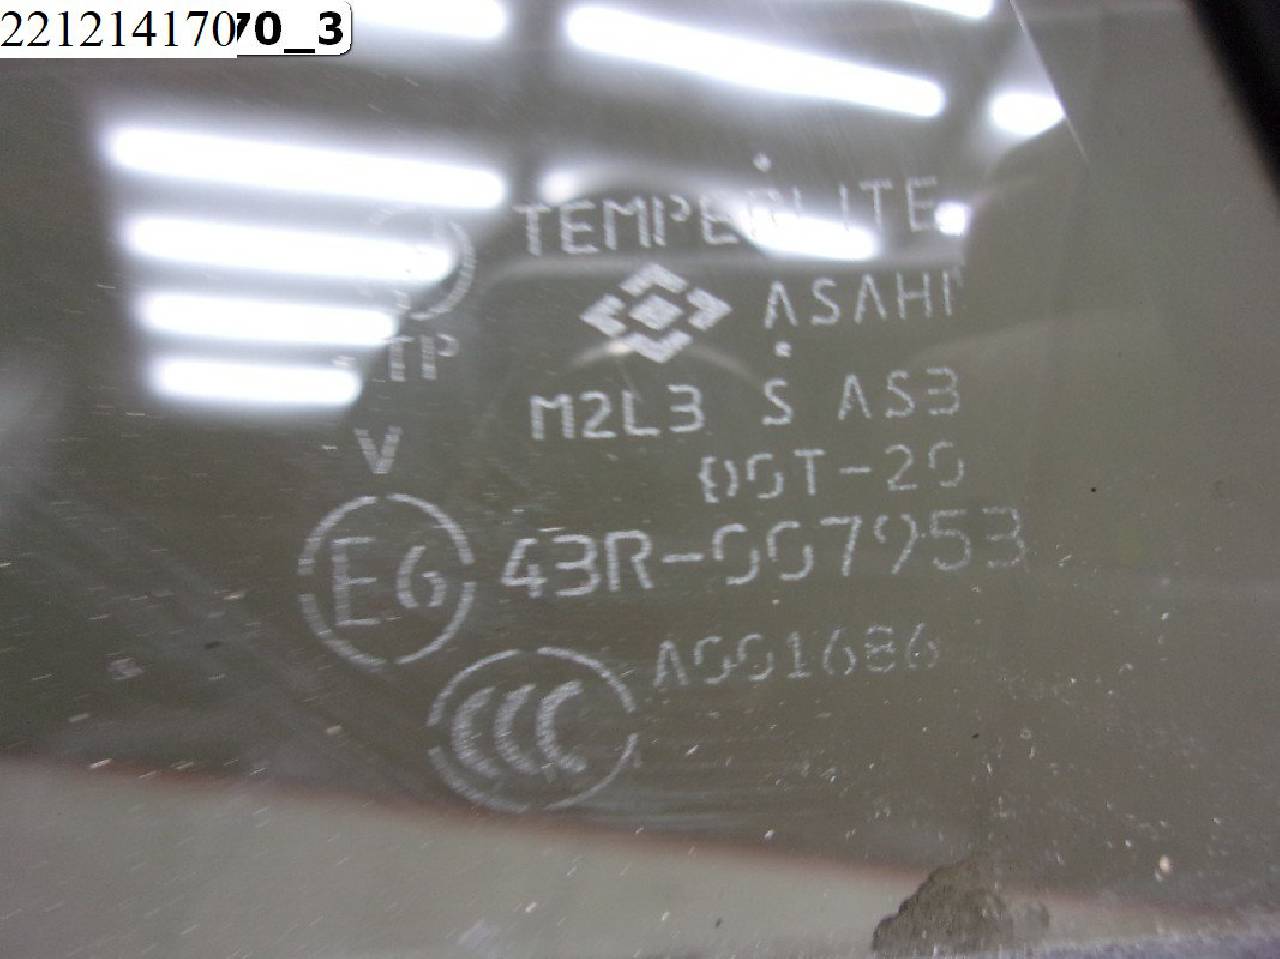 22121417070_3
TEMPERLITE
ASAHI
TP
M2L3 S AS3
V
DOT-20
E6 43R-007953
A001686
CCC